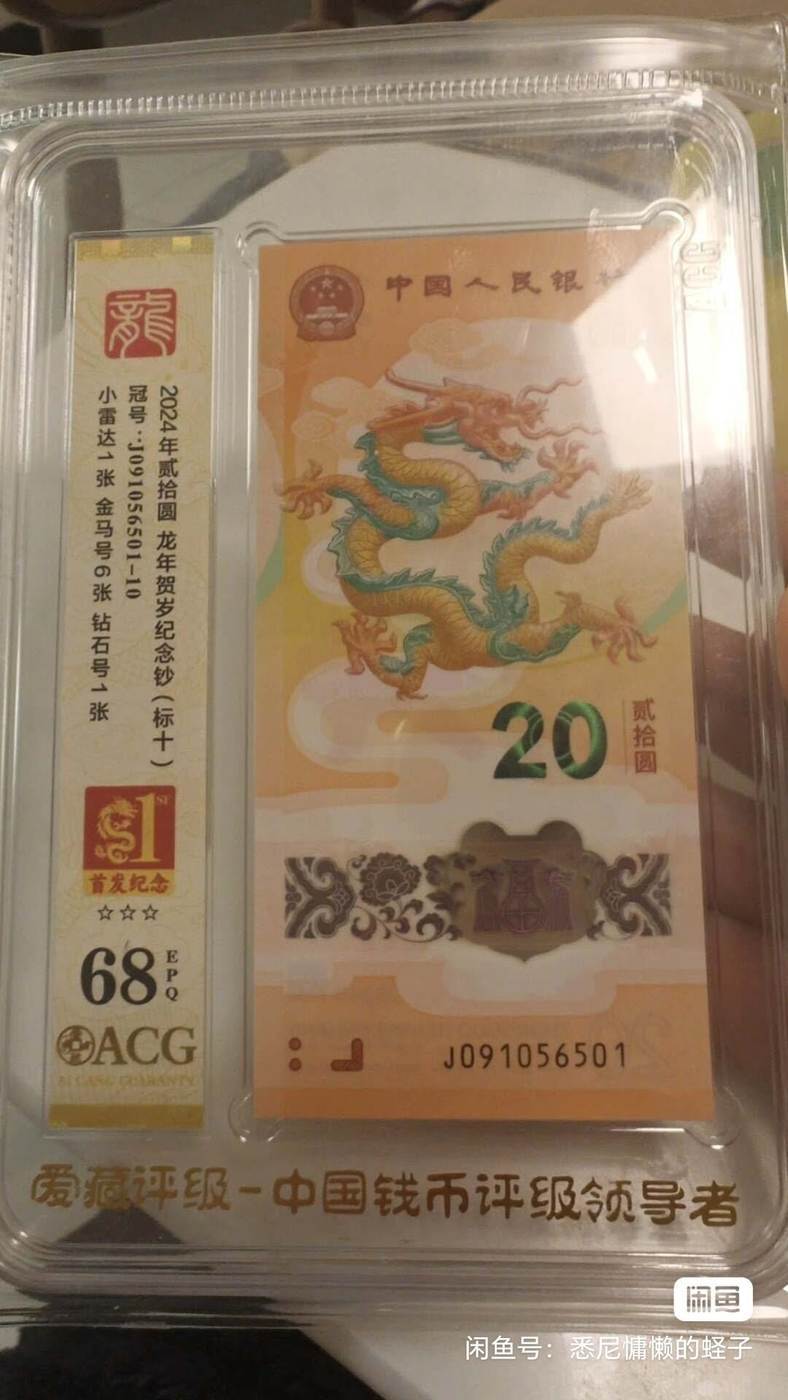 龍
2024年贰拾圆 龙年贺岁纪念钞(标十)
冠号:J091056501-10
小雷达1张 金马号6张 钻石号1张
1ST
首发纪念
☆☆☆
68
EPQ
ACG
中国人民银
20
贰拾圆
J091056501
爱藏评级-中国钱币评级领导者
闲鱼
闲鱼号:悉尼慵懒的蛏子